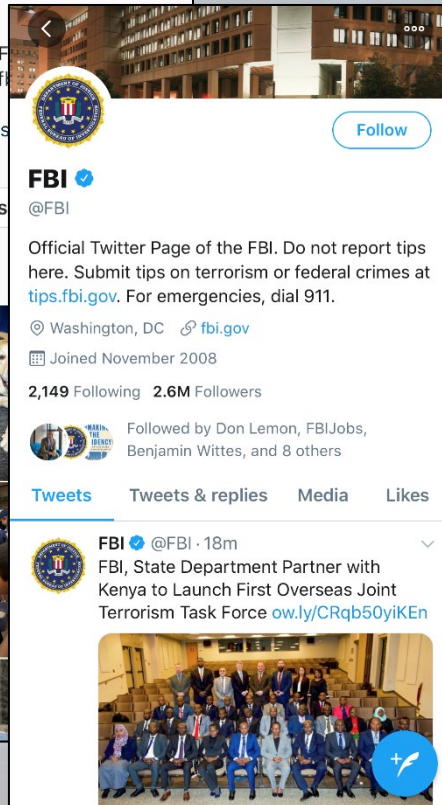 Follow
FBI
@FBI
Official Twitter Page of the FBI. Do not report tips
here. Submit tips on terrorism or federal crimes at
tips.fbi.gov. For emergencies, dial 911.
Washington, DC fbi.gov
Joined November 2008
2,149 Following 2.6M Followers
Followed by Don Lemon, FBIJobs,
Benjamin Wittes, and 8 others
Tweets Tweets & replies Media Likes
FBI @FBI · 18m
FBI, State Department Partner with
Kenya to Launch First Overseas Joint
Terrorism Task Force ow.ly/CRqb50yiKEn